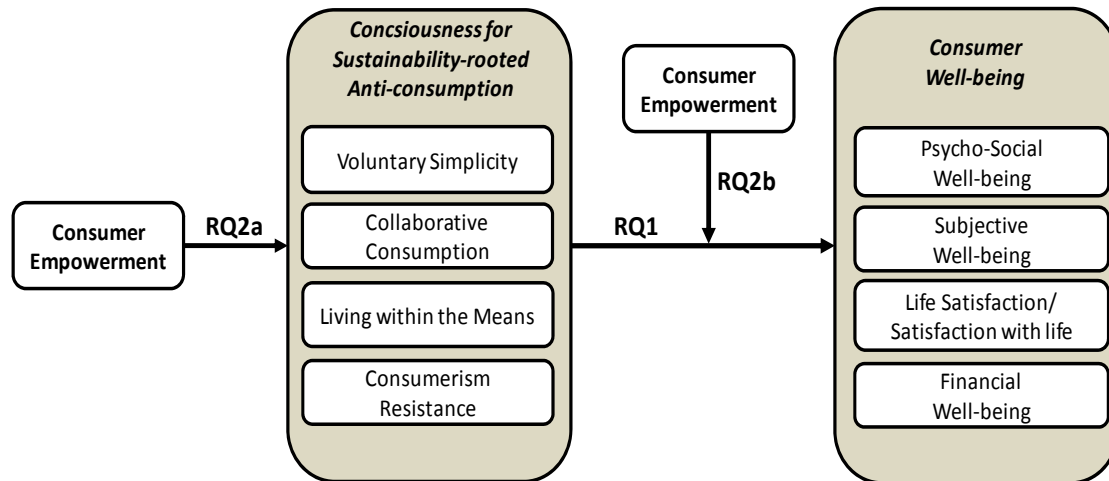 Concsiousness for
Sustainability-rooted
Anti-consumption
Voluntary Simplicity
Collaborative
Consumption
Living within the Means
Consumerism
Resistance
Consumer
Empowerment
RQ2a
Consumer
Empowerment
RQ2b
RQ1
Consumer
Well-being
Psycho-Social
Well-being
Subjective
Well-being
Life Satisfaction/
Satisfaction with life
Financial
Well-being